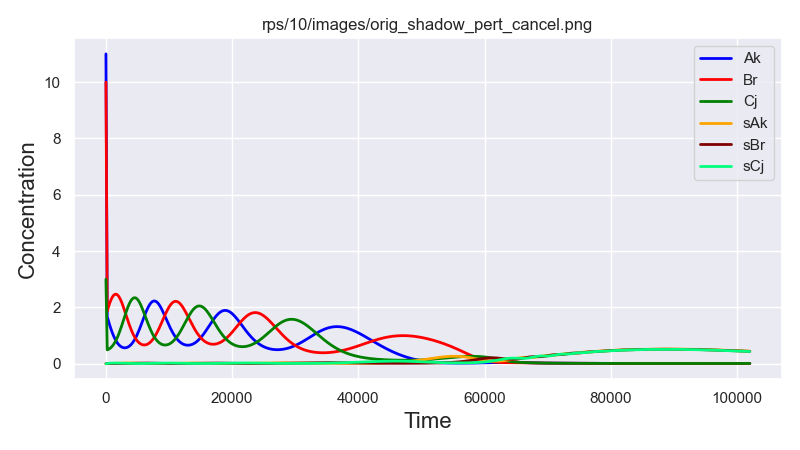 rps/10/images/orig_shadow_pert_cancel.png
Concentration
10
8
6
4
2
0
0 20000 40000 60000 80000 100000
Time
Ak
Br
Cj
sAk
sBr
sCj